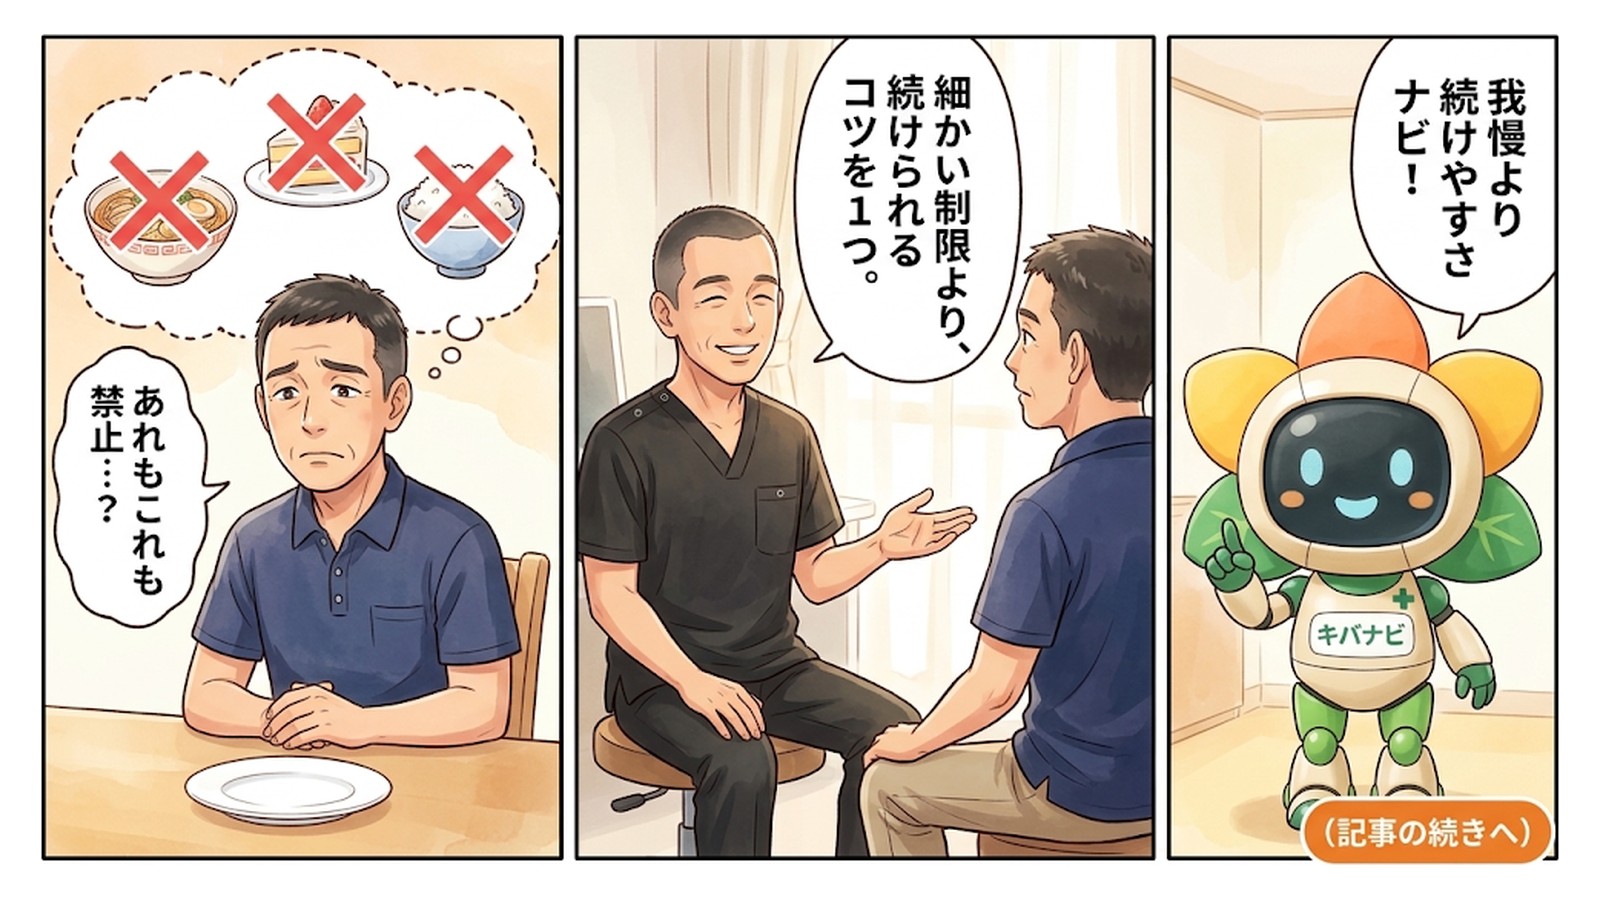 あれもこれも
禁止…？
細かい制限より、
続けられる
コツを１つ。
我慢より
続けやすさ
ナビ！
キバナビ
（記事の続きへ）